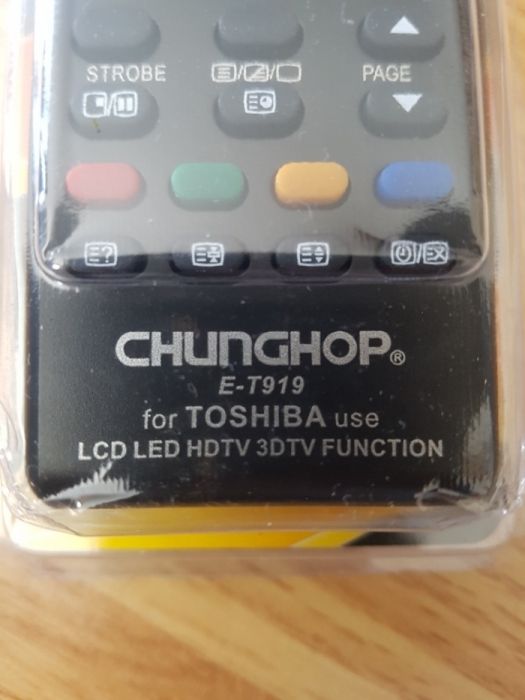 STROBE
PAGE
CHUNGHOP®
E-T919
for TOSHIBA use
LCD LED HDTV 3DTV FUNCTION